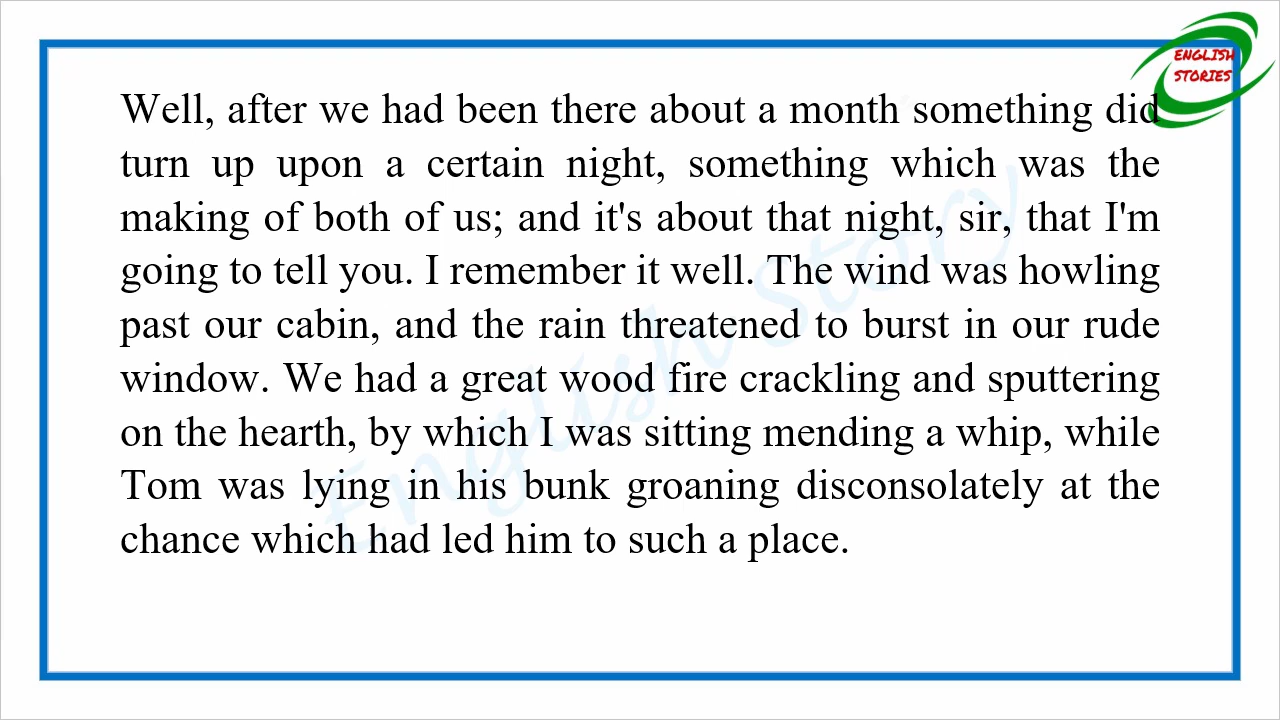 ENGLISH
STORIES
Well, after we had been there about a month something did
turn up upon a certain night, something which was the
making of both of us; and it's about that night, sir, that I'm
going to tell you. I remember it well. The wind was howling
past our cabin, and the rain threatened to burst in our rude
window. We had a great wood fire crackling and sputtering
on the hearth, by which I was sitting mending a whip, while
Tom was lying in his bunk groaning disconsolately at the
chance which had led him to such a place.
English Story